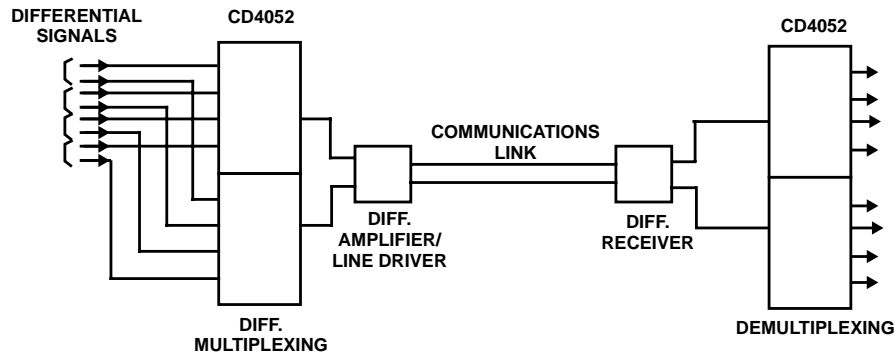 DIFFERENTIAL
SIGNALS
CD4052
CD4052
COMMUNICATIONS
LINK
DIFF.
AMPLIFIER/
LINE DRIVER
DIFF.
RECEIVER
DIFF.
MULTIPLEXING
DEMULTIPLEXING